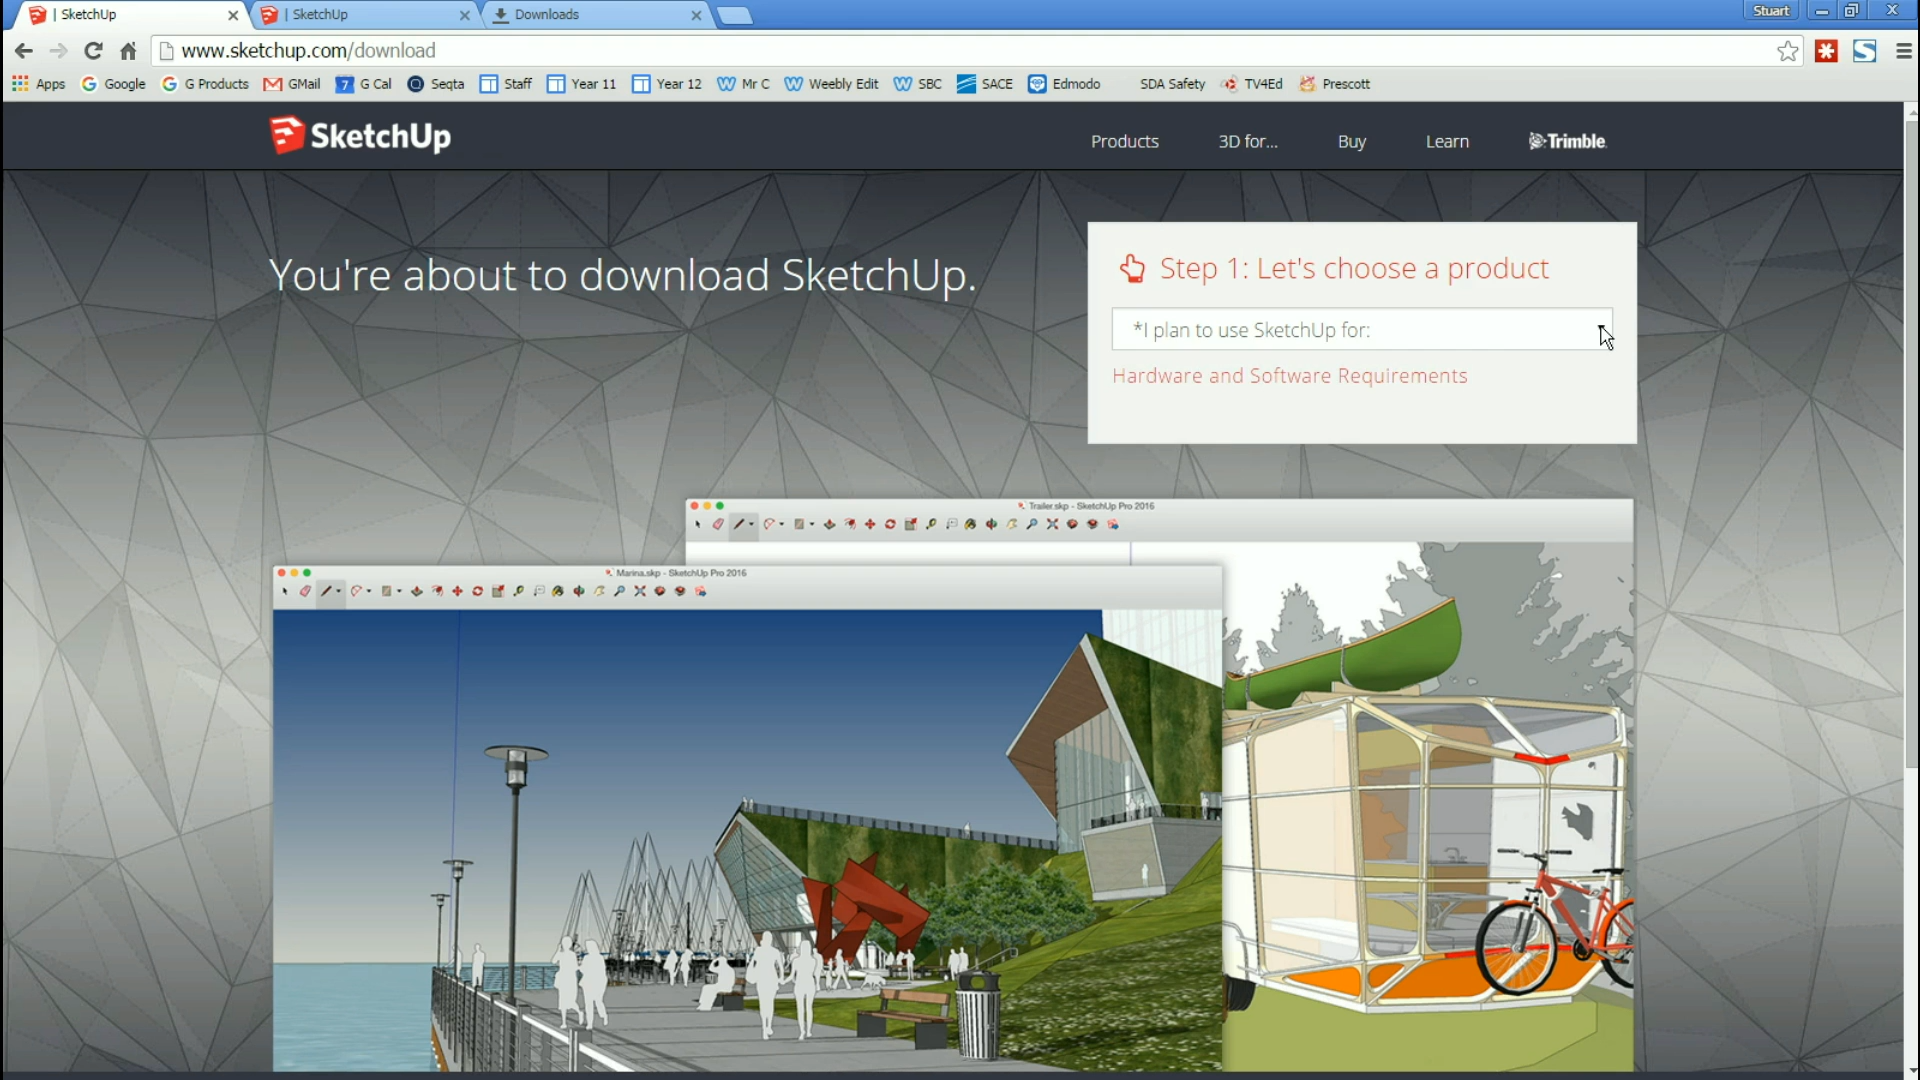 | SketchUp
| SketchUp
Downloads
Stuart
www.sketchup.com/download
Apps
Google
G Products
GMail
7
G Cal
Seqta
Staff
Year 11
Year 12
Mr C
Weebly Edit
SBC
SACE
Edmodo
SDA Safety
TV4Ed
Prescott
SketchUp
Products
3D for...
Buy
Learn
Trimble
You're about to download SketchUp.
Step 1: Let's choose a product
*I plan to use SketchUp for:
Hardware and Software Requirements
Trailer.skp - SketchUp Pro 2016
Marina.skp - SketchUp Pro 2016